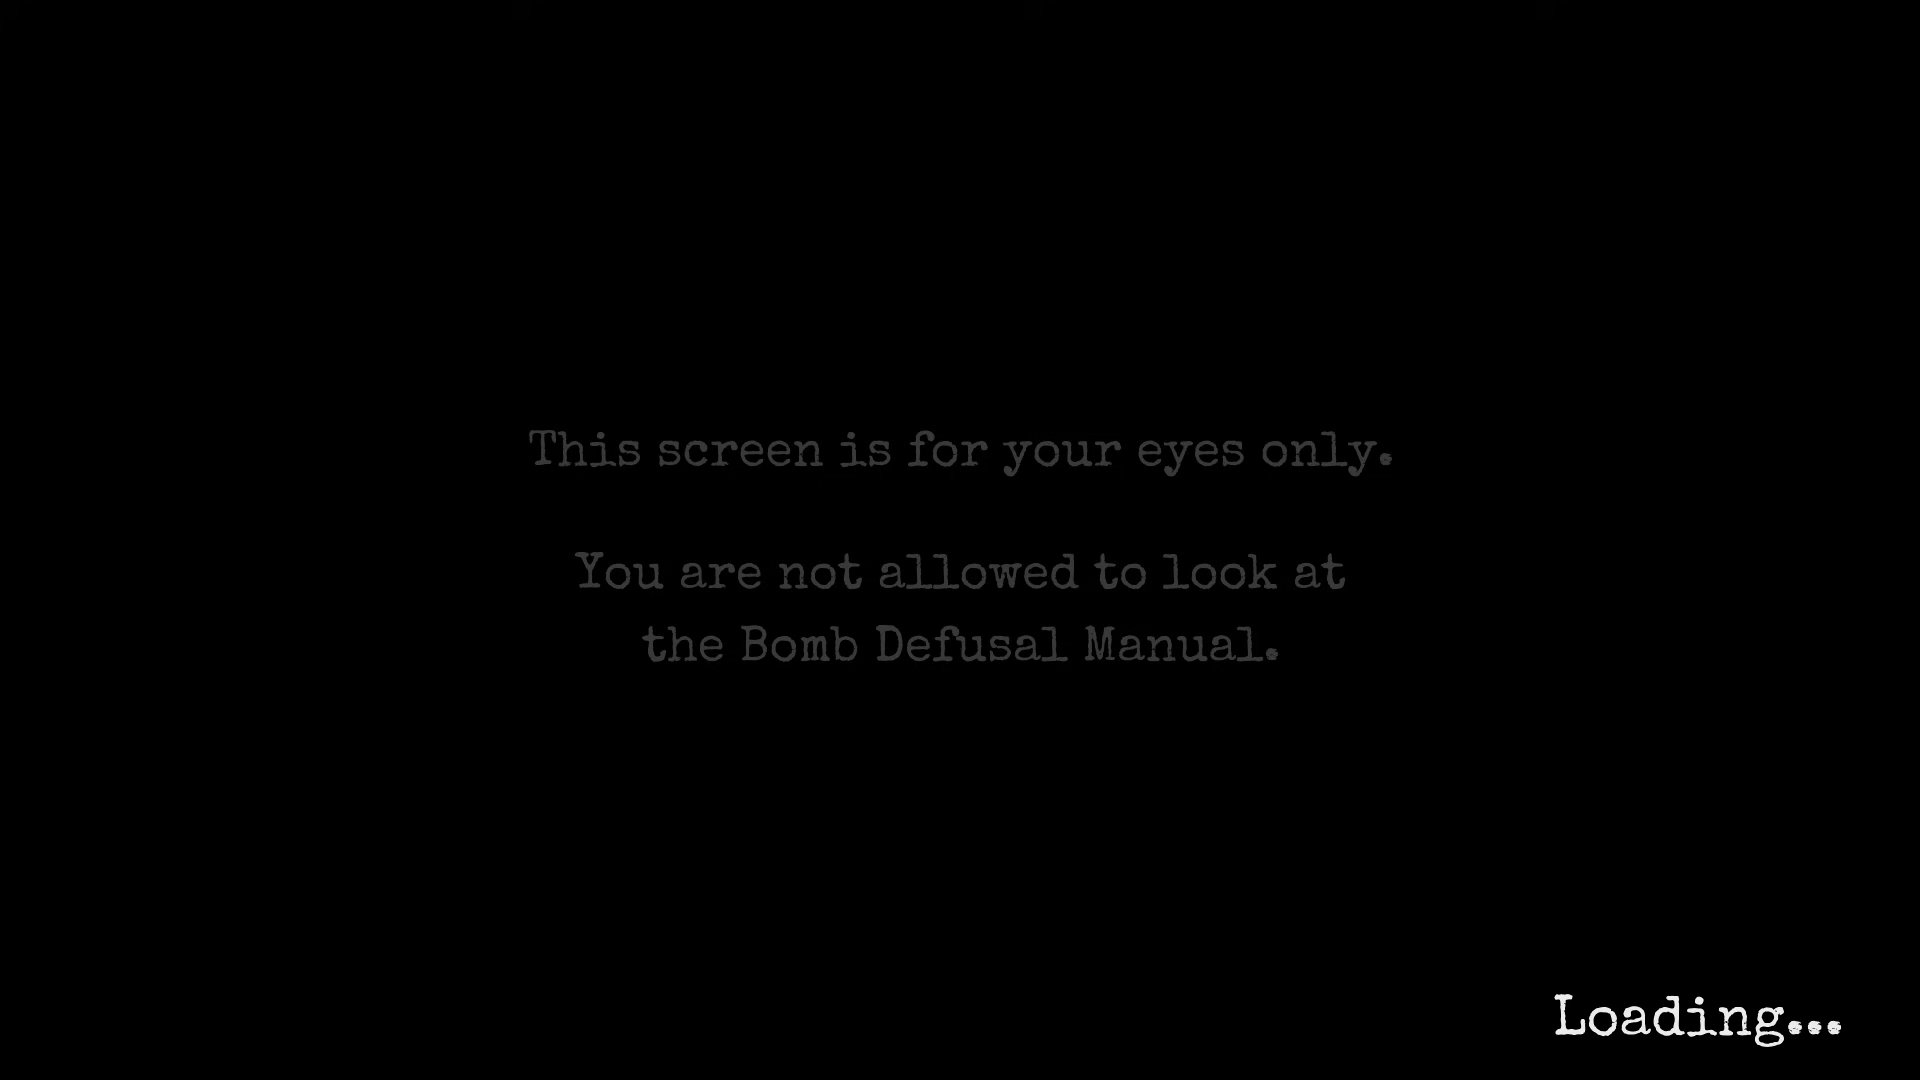 This screen is for your eyes only.
You are not allowed to look at
the Bomb Defusal Manual.
Loading...